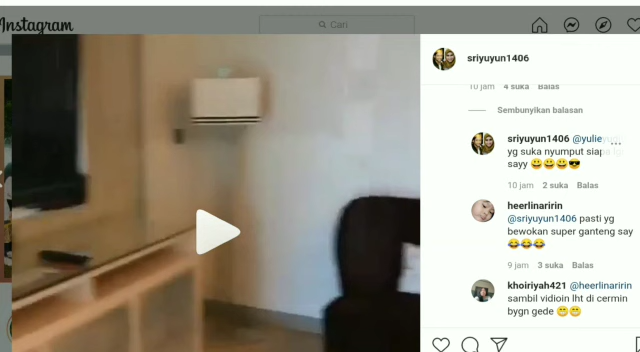 Instagram
Cari
sriyuyun1406
10 jam 4 suka Balas
Sembunyikan balasan
sriyuyun1406 @yulie
yg suka nyumput siapa
sayy 😀😀😀😎
10 jam 2 suka Balas
heerlinaririn
@sriyuyun1406 pasti yg
bewokan super ganteng say
😂😂😂
9 jam 3 suka Balas
khoiriyah421 @heerlinaririn
sambil vidioin lht di cermin
bygn gede 😁😁